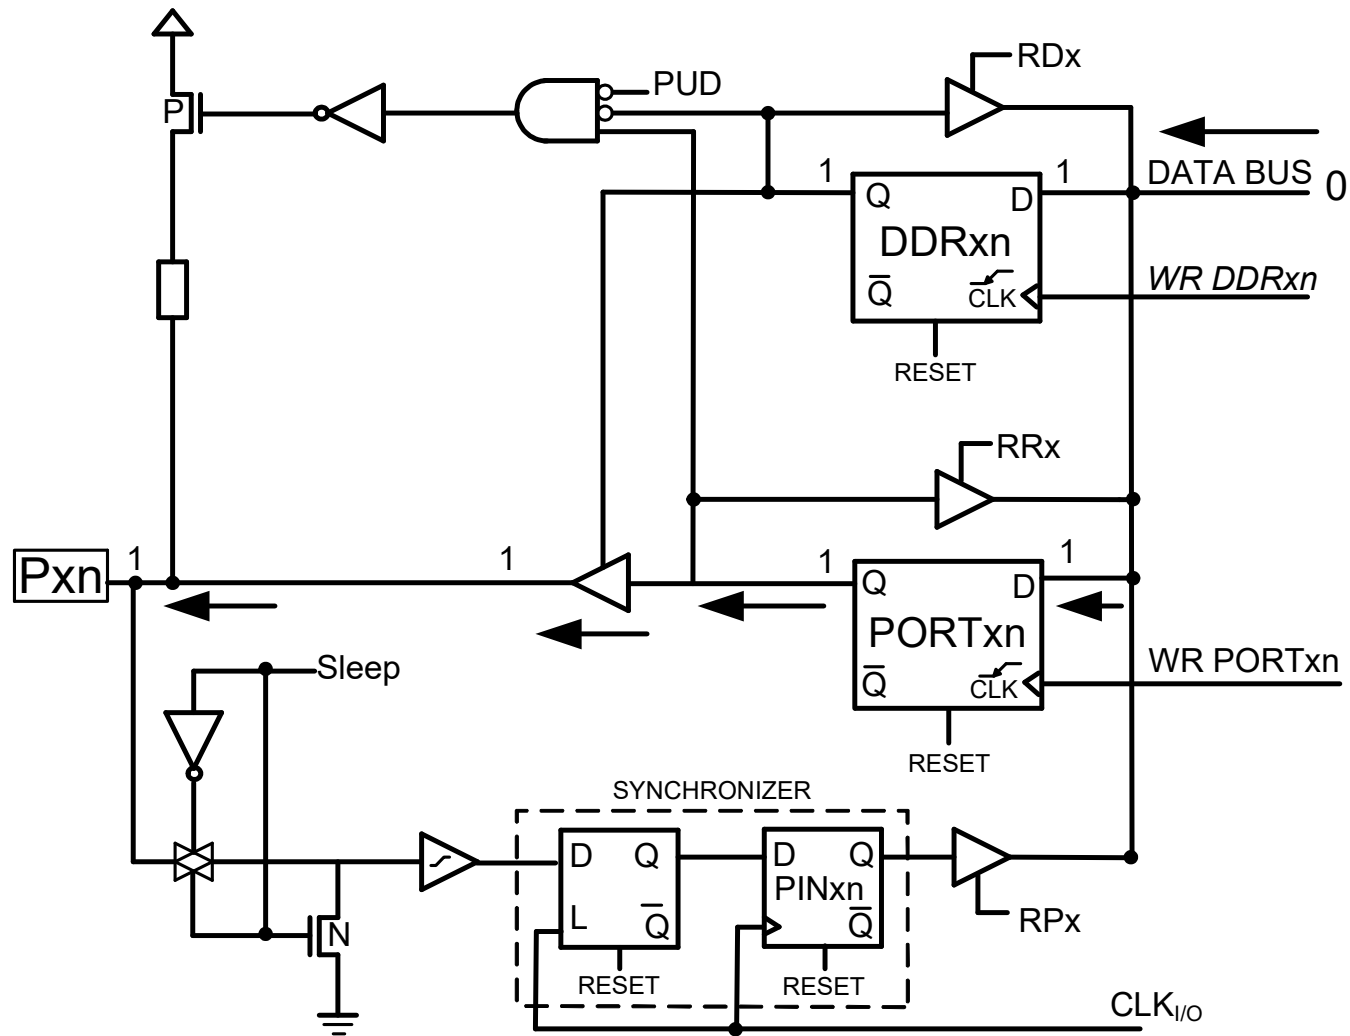 RDx
PUD
P
DATA BUS 0
1
1
Q
D
DDRxn
Q̅
CLK
WR DDRxn
RESET
RRx
Pxn
1
1
1
1
Q
D
PORTxn
Q̅
CLK
WR PORTxn
RESET
Sleep
SYNCHRONIZER
D
Q
L
Q̅
RESET
D
Q
PINxn
Q̅
RESET
N
RPx
CLK_I/O